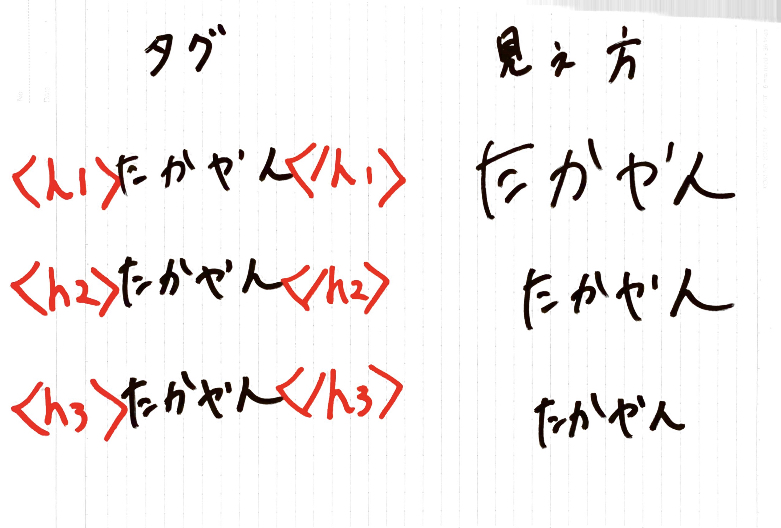 タグ 見え方
<h1>たかやん</h1> たかやん
<h2>たかやん</h2> たかやん
<h3>たかやん</h3> たかやん